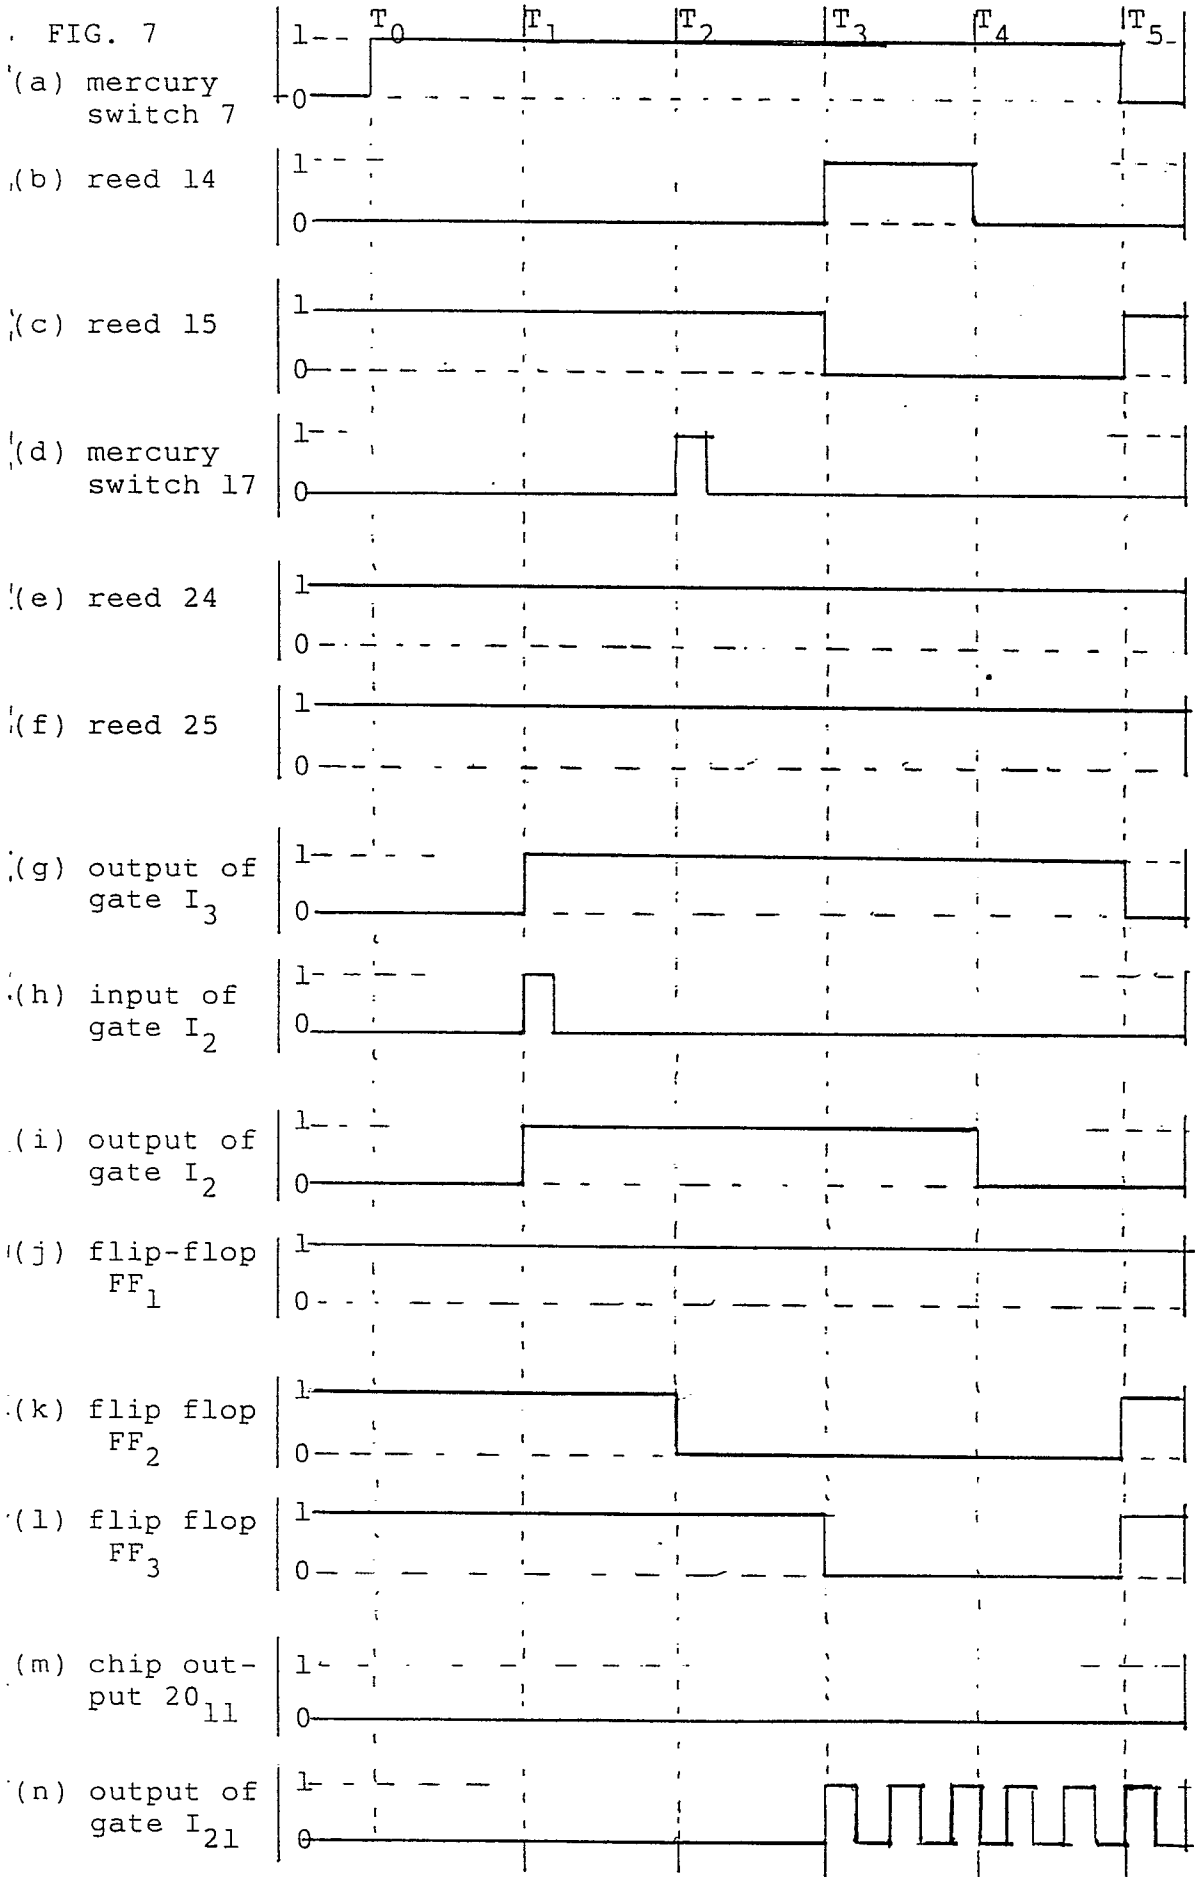 FIG. 7
T0 T1 T2 T3 T4 T5
1
(a) mercury
switch 7
0
1
(b) reed 14
0
1
(c) reed 15
0
1
(d) mercury
switch 17
0
1
(e) reed 24
0
1
(f) reed 25
0
1
(g) output of
gate I3
0
1
(h) input of
gate I2
0
1
(i) output of
gate I2
0
1
(j) flip-flop
FF1
0
1
(k) flip flop
FF2
0
1
(l) flip flop
FF3
0
1
(m) chip out-
put 2011
0
1
(n) output of
gate I21
0